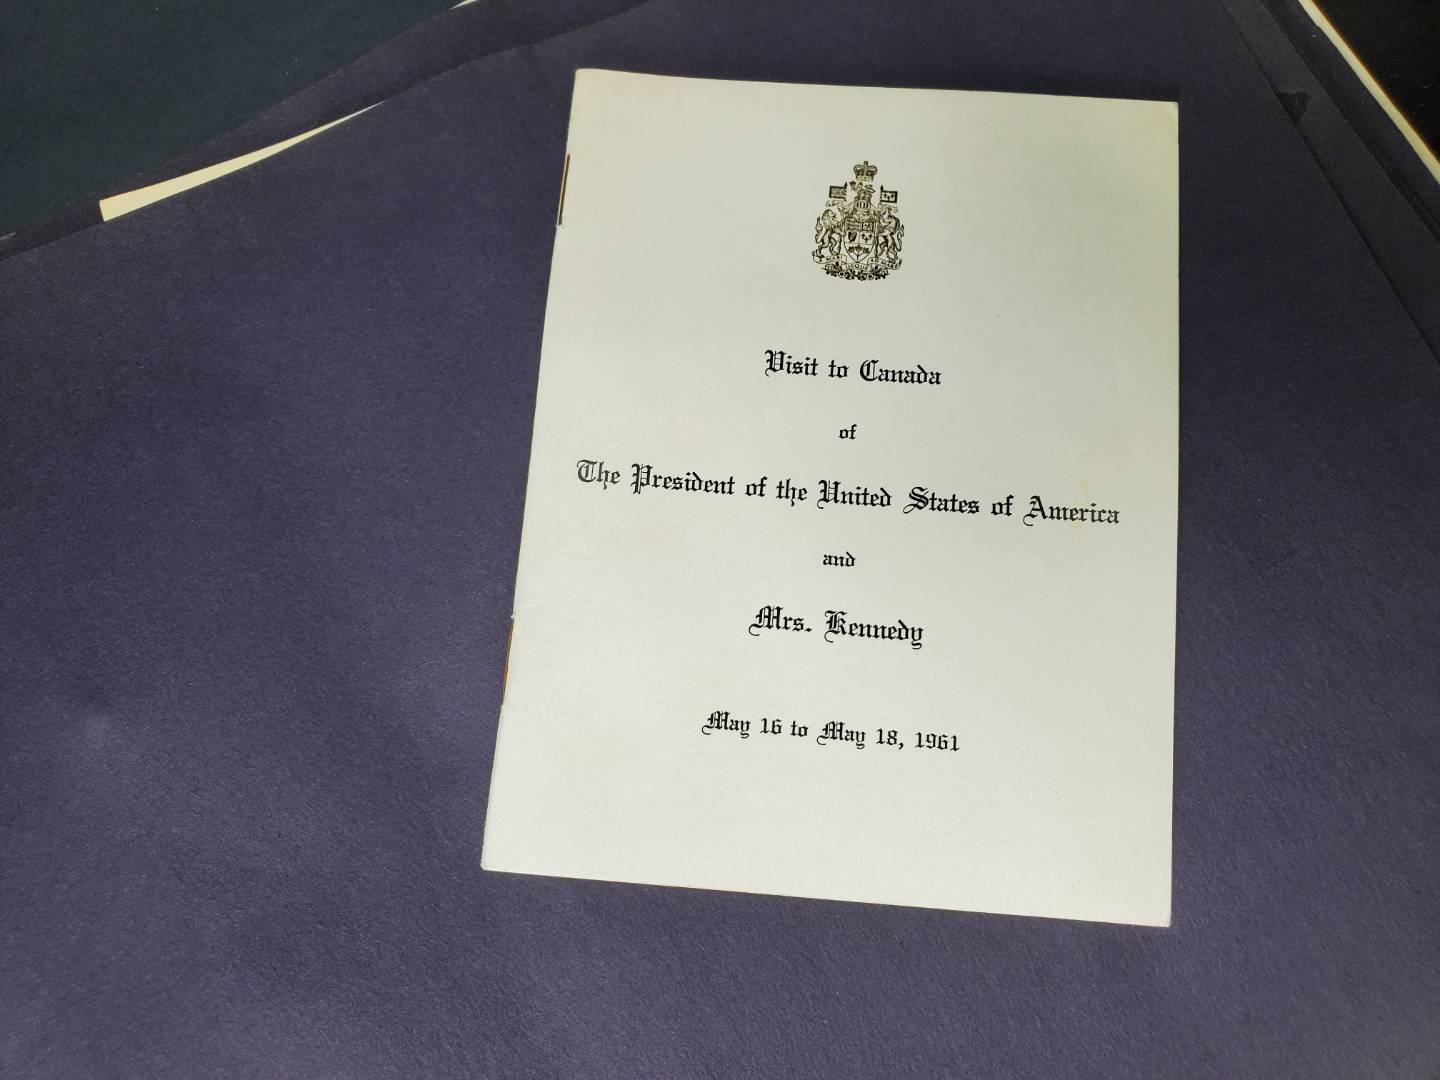 Visit to Canada
of
The President of the United States of America
and
Mrs. Kennedy
May 16 to May 18, 1961